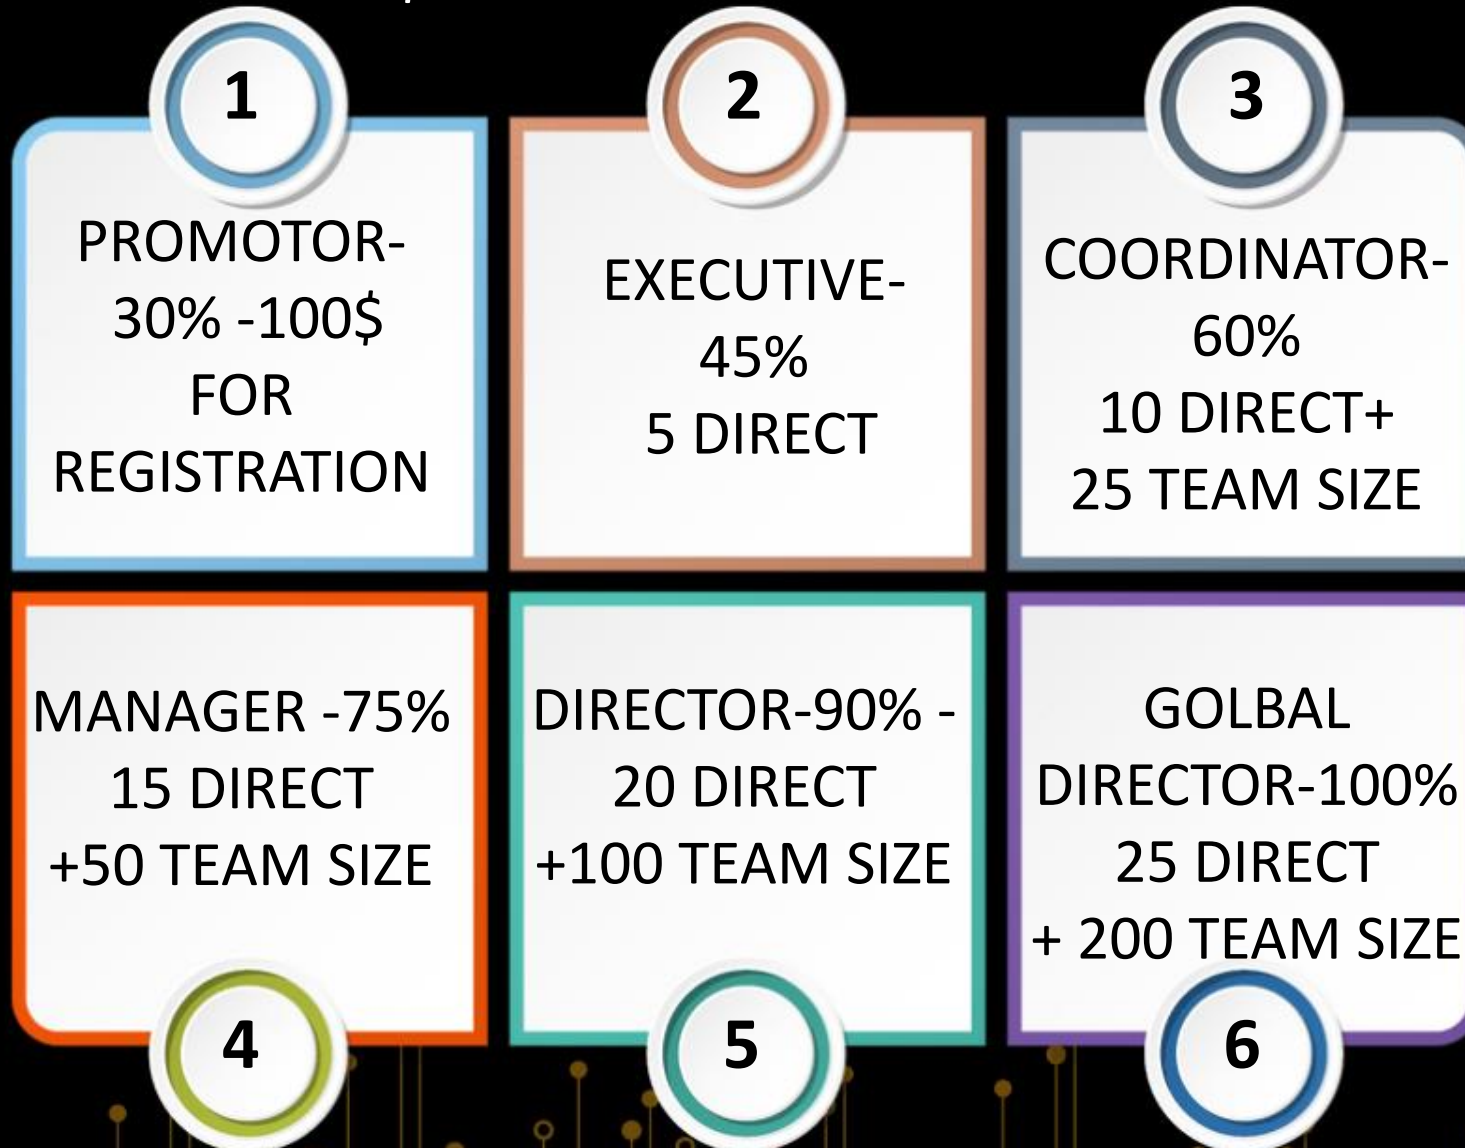 1
PROMOTOR-
30% -100$
FOR
REGISTRATION
2
EXECUTIVE-
45%
5 DIRECT
3
COORDINATOR-
60%
10 DIRECT+
25 TEAM SIZE
MANAGER -75%
15 DIRECT
+50 TEAM SIZE
4
DIRECTOR-90% -
20 DIRECT
+100 TEAM SIZE
5
GOLBAL
DIRECTOR-100%
25 DIRECT
+ 200 TEAM SIZE
6